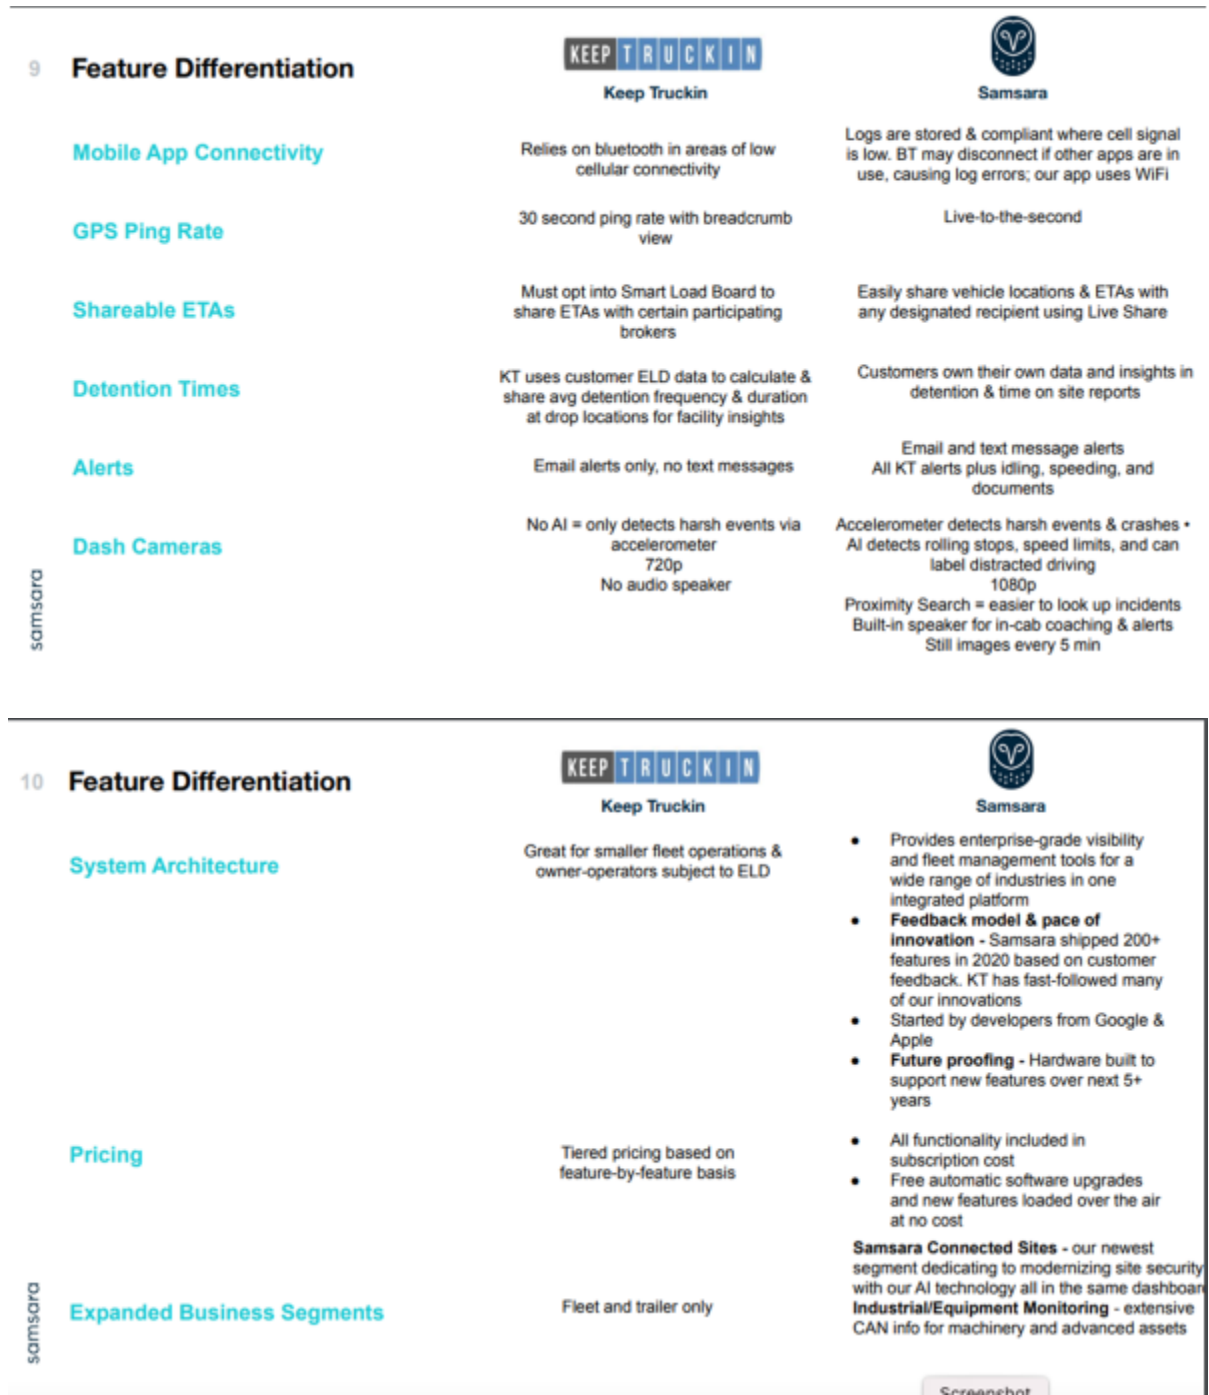 9 Feature Differentiation
KEEP TRUCKIN
Keep Truckin
Samsara
Mobile App Connectivity
Relies on bluetooth in areas of low
cellular connectivity
Logs are stored & compliant where cell signal
is low. BT may disconnect if other apps are in
use, causing log errors; our app uses WiFi
GPS Ping Rate
30 second ping rate with breadcrumb
view
Live-to-the-second
Shareable ETAs
Must opt into Smart Load Board to
share ETAs with certain participating
brokers
Easily share vehicle locations & ETAs with
any designated recipient using Live Share
Detention Times
KT uses customer ELD data to calculate &
share avg detention frequency & duration
at drop locations for facility insights
Customers own their own data and insights in
detention & time on site reports
Alerts
Email alerts only, no text messages
Email and text message alerts
All KT alerts plus idling, speeding, and
documents
Dash Cameras
No AI = only detects harsh events via
accelerometer
720p
No audio speaker
Accelerometer detects harsh events & crashes •
AI detects rolling stops, speed limits, and can
label distracted driving
1080p
Proximity Search = easier to look up incidents
Built-in speaker for in-cab coaching & alerts
Still images every 5 min
samsara
10 Feature Differentiation
KEEP TRUCKIN
Keep Truckin
Samsara
System Architecture
Great for smaller fleet operations &
owner-operators subject to ELD
● Provides enterprise-grade visibility
and fleet management tools for a
wide range of industries in one
integrated platform
● Feedback model & pace of
innovation - Samsara shipped 200+
features in 2020 based on customer
feedback. KT has fast-followed many
of our innovations
● Started by developers from Google &
Apple
● Future proofing - Hardware built to
support new features over next 5+
years
Pricing
Tiered pricing based on
feature-by-feature basis
● All functionality included in
subscription cost
● Free automatic software upgrades
and new features loaded over the air
at no cost
Expanded Business Segments
Fleet and trailer only
Samsara Connected Sites - our newest
segment dedicating to modernizing site security
with our AI technology all in the same dashboar
Industrial/Equipment Monitoring - extensive
CAN info for machinery and advanced assets
samsara
Screenshot